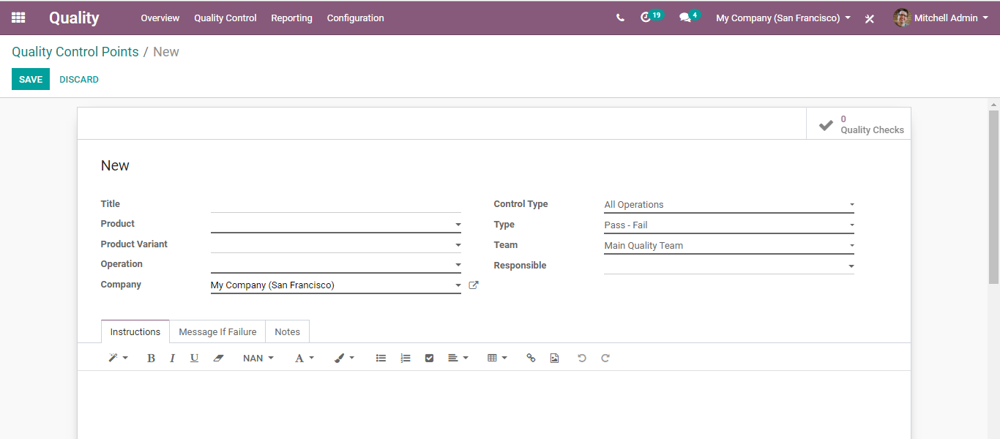 Quality Overview Quality Control Reporting Configuration 19 4 My Company (San Francisco) Mitchell Admin
Quality Control Points / New
SAVE DISCARD
0
Quality Checks
New
Title
Product
Product Variant
Operation
Company My Company (San Francisco)
Control Type All Operations
Type Pass - Fail
Team Main Quality Team
Responsible
Instructions Message If Failure Notes
B I U NAN A